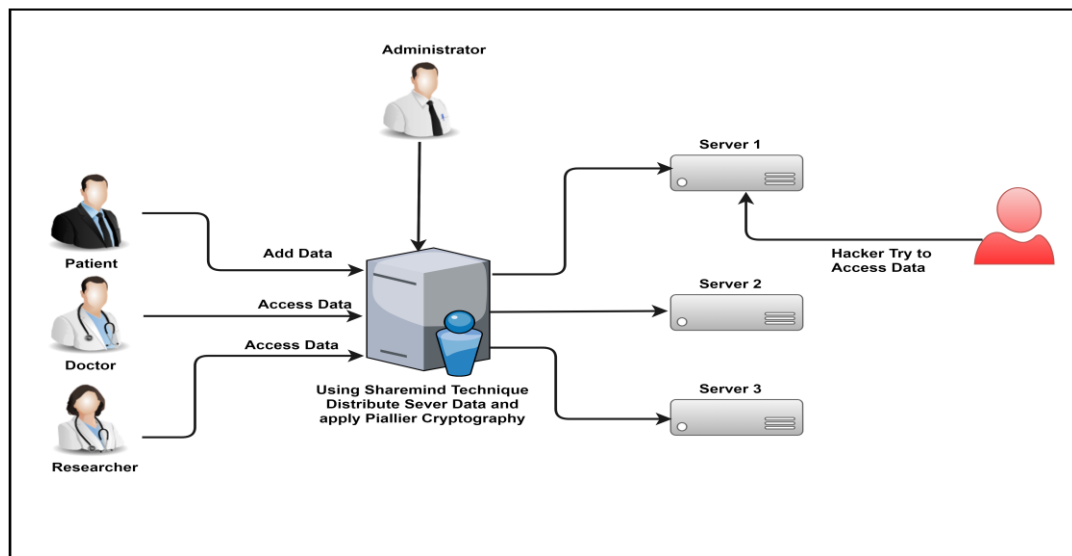 Administrator
Server 1
Patient
Add Data
Hacker Try to
Access Data
Access Data
Server 2
Doctor
Access Data
Using Sharemind Technique
Distribute Sever Data and
apply Piallier Cryptography
Server 3
Researcher